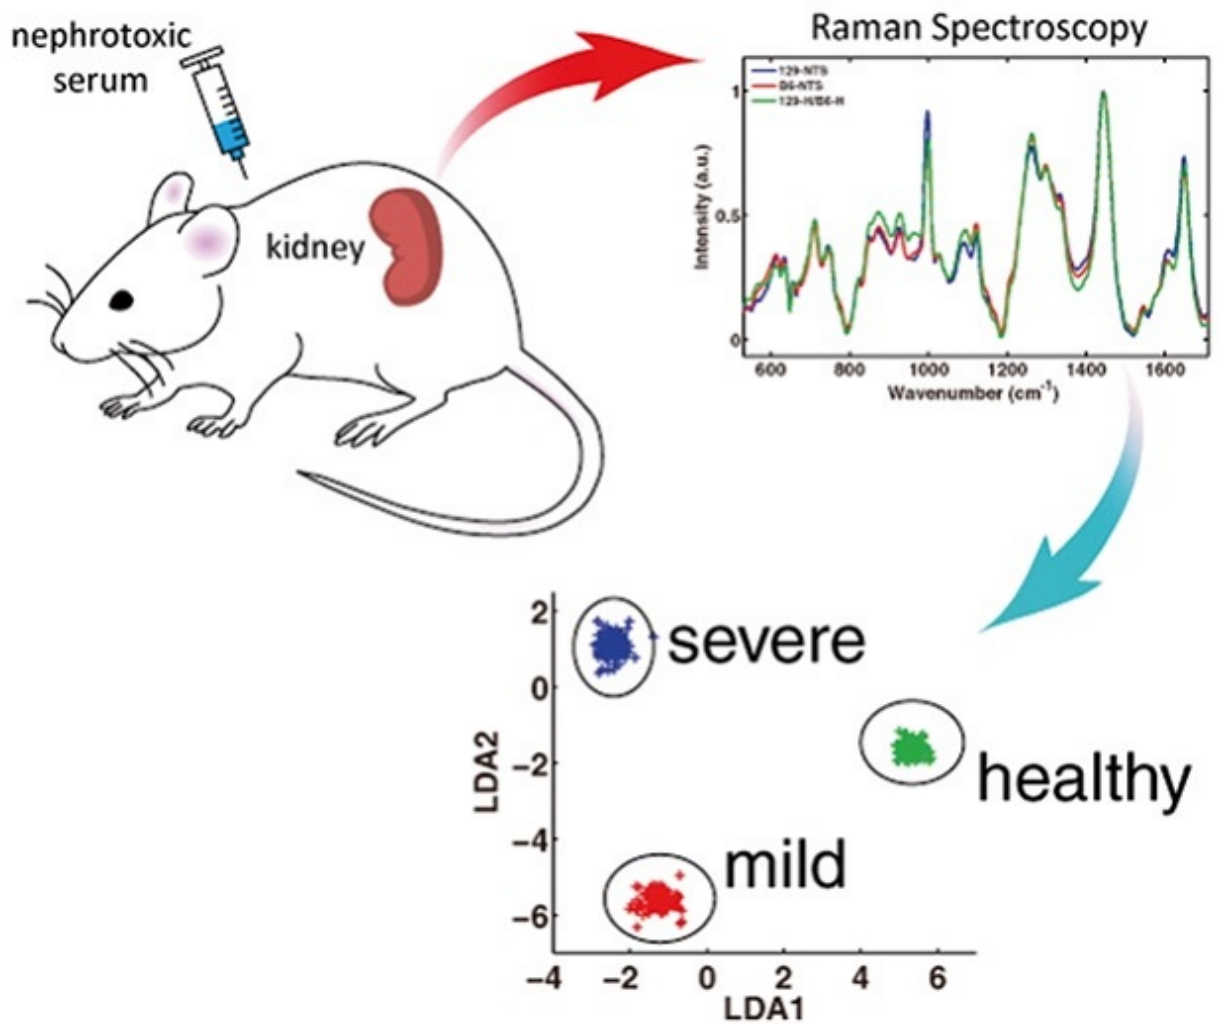 nephrotoxic
serum
kidney
Raman Spectroscopy
129-NTS
B6-NTS
129-H/B6-H
Intensity (a.u.)
1
0.5
0
600 800 1000 1200 1400 1600
Wavenumber (cm⁻¹)
LDA2
2
0
−2
−4
−6
severe
healthy
mild
−4 −2 0 2 4 6
LDA1